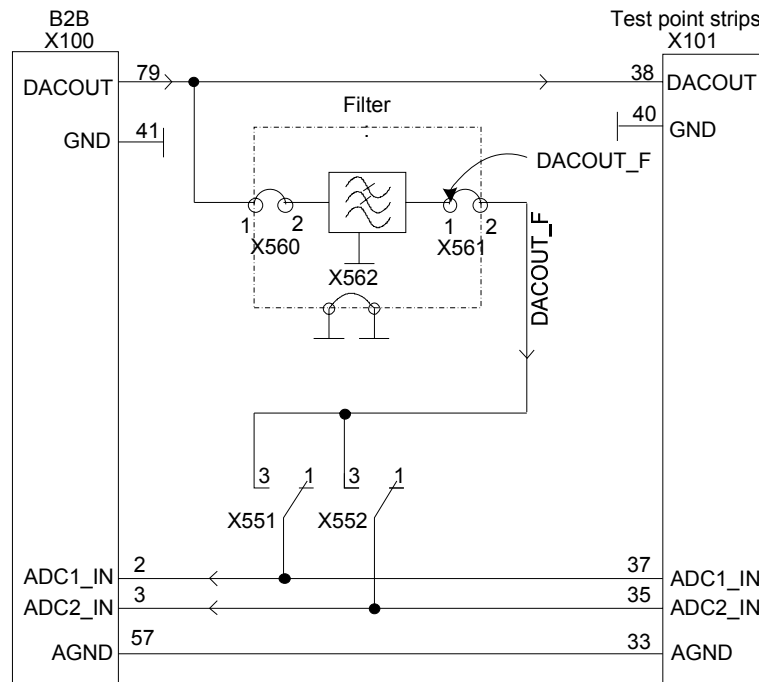 B2B
X100
Test point strips
X101
DACOUT
79
38
DACOUT
Filter
:
40
GND
41
GND
DACOUT_F
1
2
1
2
X560
X561
X562
DACOUT_F
3
1
3
1
X551
X552
ADC1_IN
2
37
ADC1_IN
ADC2_IN
3
35
ADC2_IN
AGND
57
33
AGND